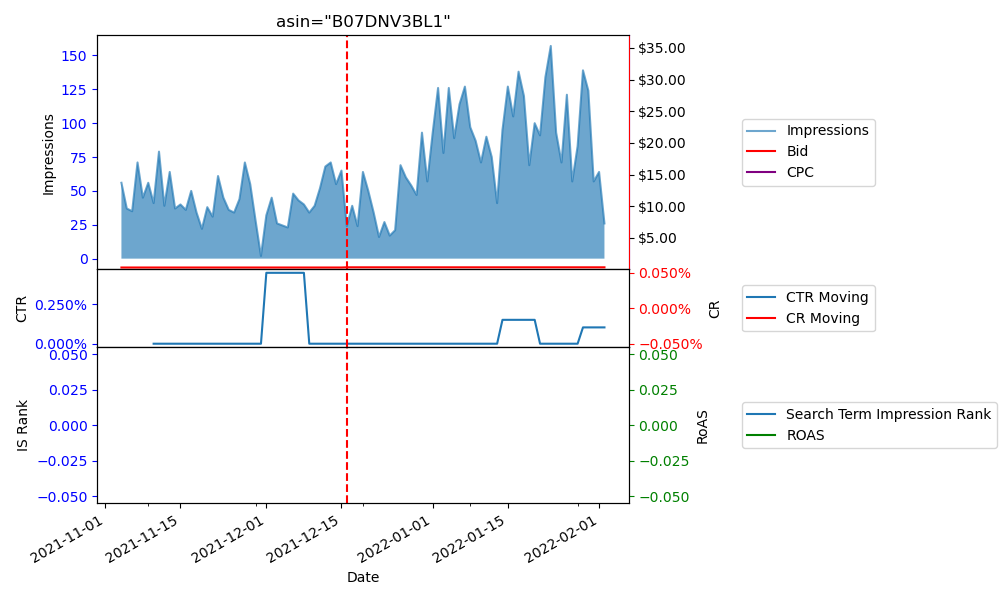 asin="B07DNV3BL1"
Impressions
150
125
100
75
50
25
0
$35.00
$30.00
$25.00
$20.00
$15.00
$10.00
$5.00
Impressions
Bid
CPC
CTR
0.250%
0.000%
0.050%
0.000%
−0.050%
CR
CTR Moving
CR Moving
IS Rank
0.050
0.025
0.000
−0.025
−0.050
0.050
0.025
0.000
−0.025
−0.050
RoAS
Search Term Impression Rank
ROAS
2021-11-01
2021-11-15
2021-12-01
2021-12-15
2022-01-01
2022-01-15
2022-02-01
Date